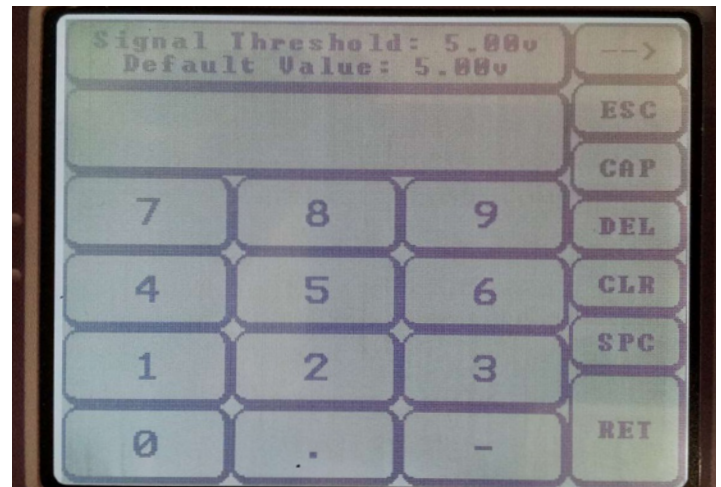 Signal Threshold: 5.00v
Default Value: 5.00v
-->
ESC
CAP
7 8 9
DEL
4 5 6
CLR
SPC
1 2 3
0 . -
RET